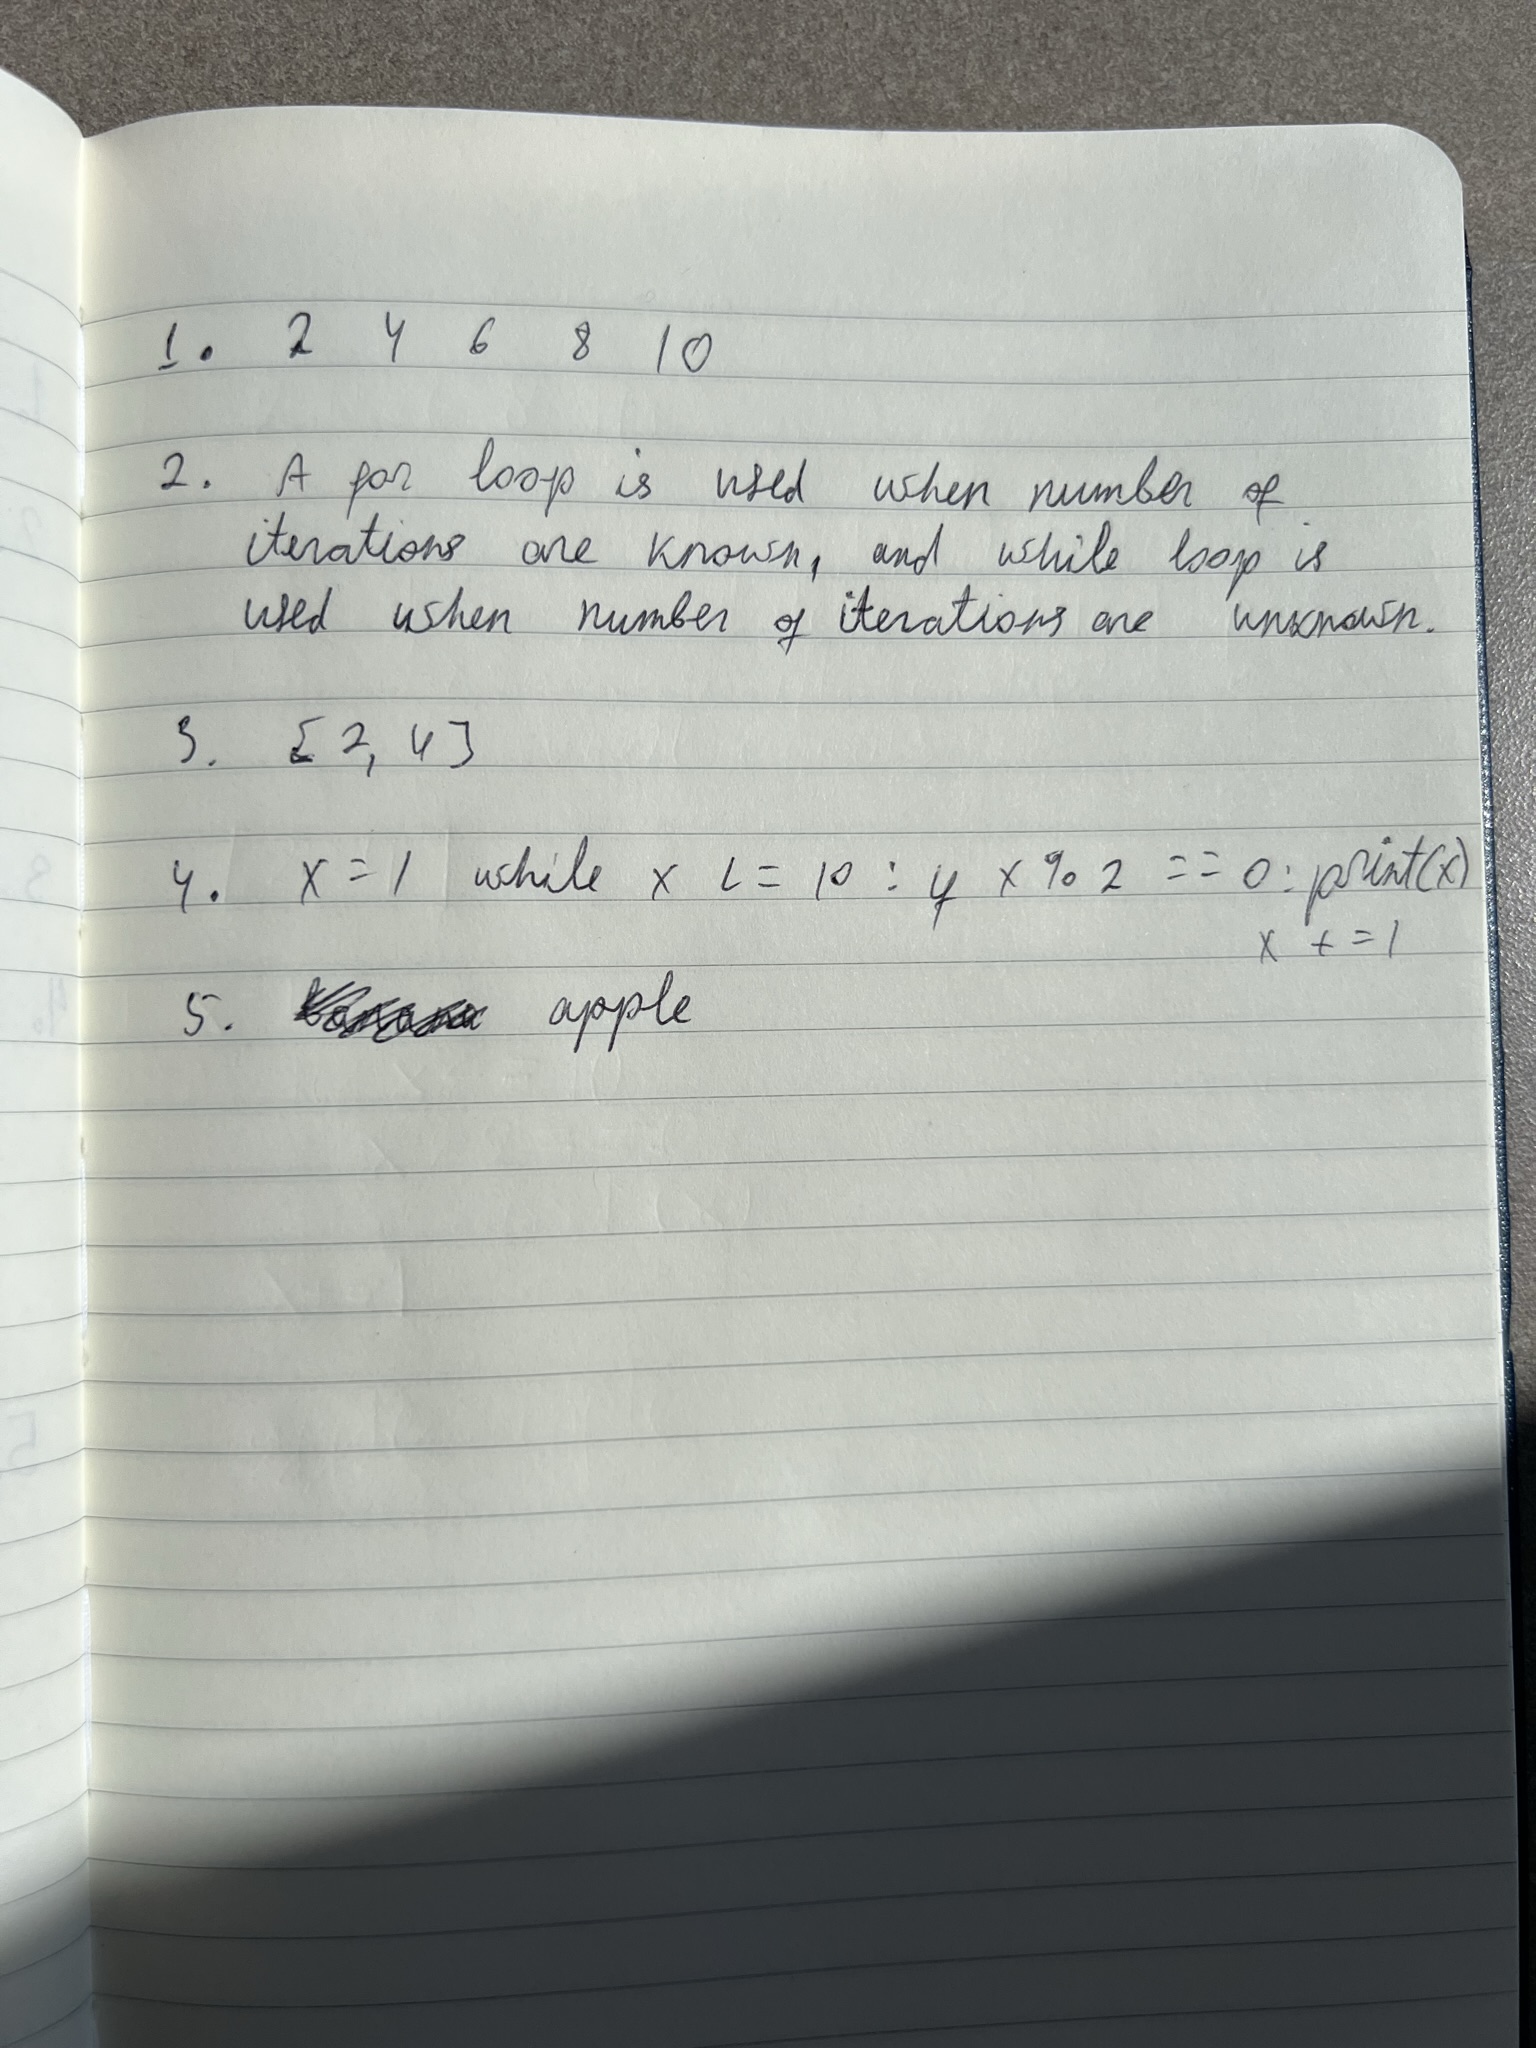 1. 2 4 6 8 10
2. A for loop is used when number of
iterations are known, and while loop is
used when number of iterations are unknown.
3. [2, 4]
4. x = 1 while x <= 10 : if x % 2 == 0 : print(x)
x += 1
5. apple